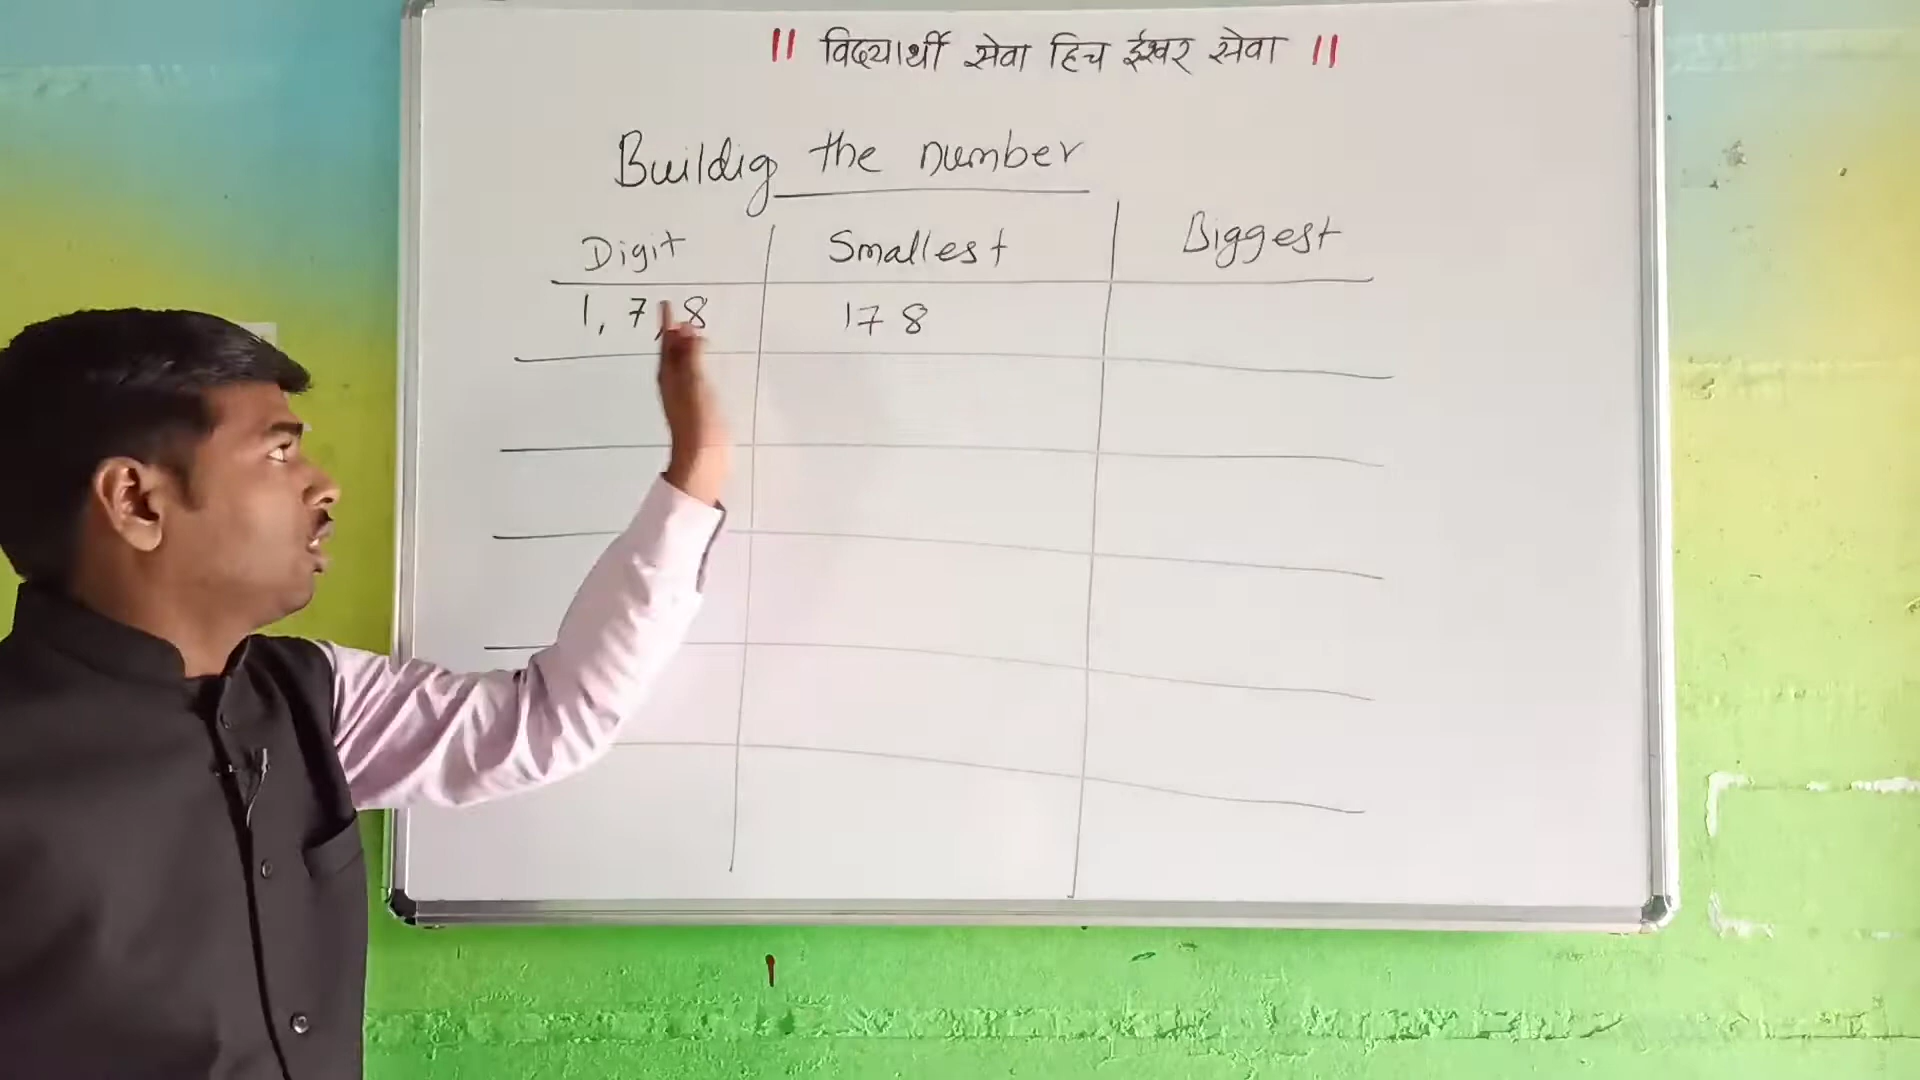 || विद्यार्थी सेवा हिच ईश्वर सेवा ||
Buildig the number
Digit Smallest Biggest
1, 7, 8 178